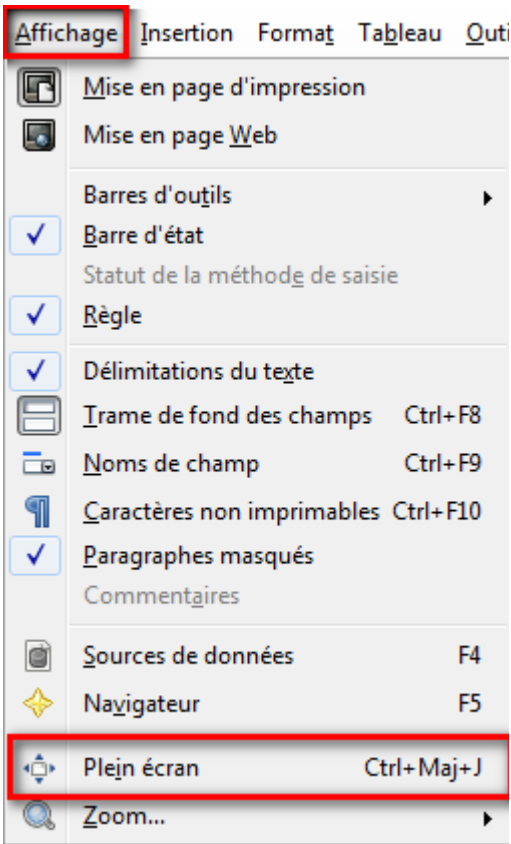 Affichage Insertion Format Tableau Outi
Mise en page d'impression
Mise en page Web
Barres d'outils
Barre d'état
Statut de la méthode de saisie
Règle
Délimitations du texte
Trame de fond des champs Ctrl+F8
Noms de champ Ctrl+F9
Caractères non imprimables Ctrl+F10
Paragraphes masqués
Commentaires
Sources de données F4
Navigateur F5
Plein écran Ctrl+Maj+J
Zoom...